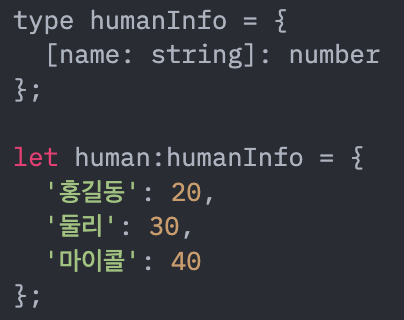 type humanInfo = {
  [name: string]: number
};

let human:humanInfo = {
  '홍길동': 20,
  '둘리': 30,
  '마이콜': 40
};